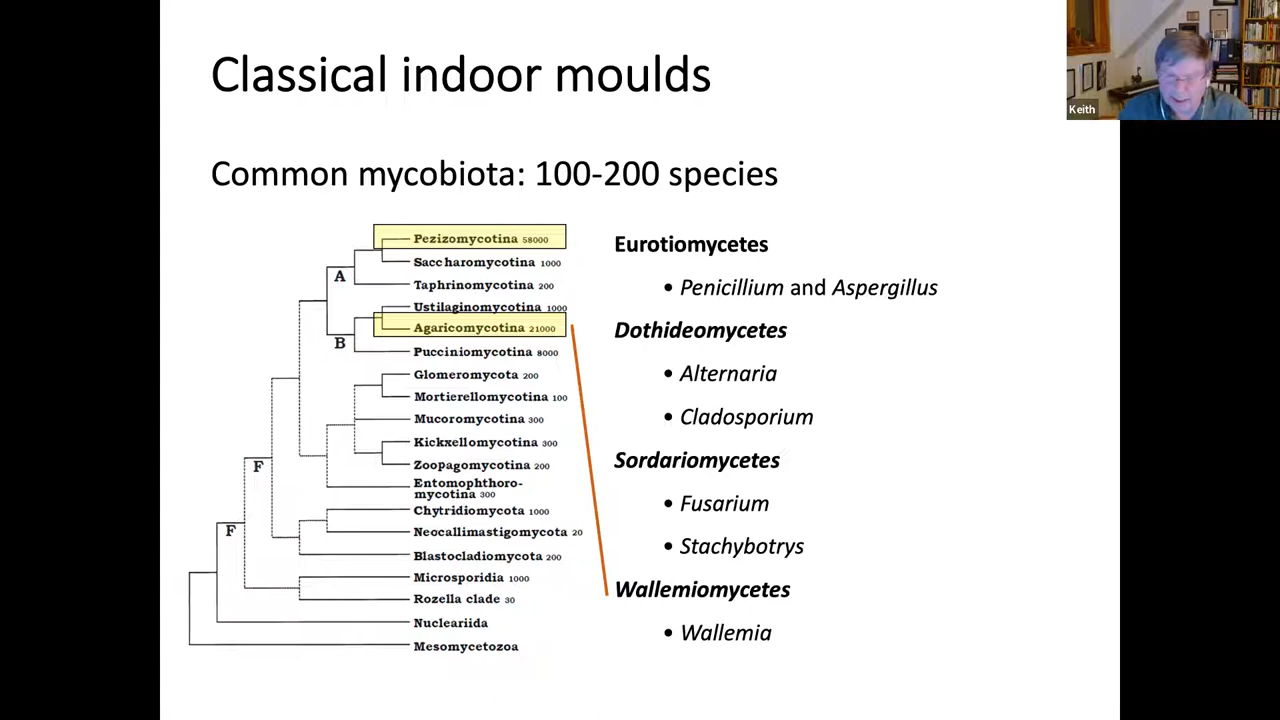 Classical indoor moulds
Keith
Common mycobiota: 100-200 species
Pezizomycotina 58000
Saccharomycotina 1000
Taphrinomycotina 200
Ustilaginomycotina 1000
Agaricomycotina 21000
Pucciniomycotina 8000
Glomeromycota 200
Mortierellomycotina 100
Mucoromycotina 300
Kickxellomycotina 300
Zoopagomycotina 200
Entomophthoro-
mycotina 300
Chytridiomycota 1000
Neocallimastigomycota 20
Blastocladiomycota 200
Microsporidia 1000
Rozella clade 30
Nucleariida
Mesomycetozoa
A
B
F
F
Eurotiomycetes
• Penicillium and Aspergillus
Dothideomycetes
• Alternaria
• Cladosporium
Sordariomycetes
• Fusarium
• Stachybotrys
Wallemiomycetes
• Wallemia